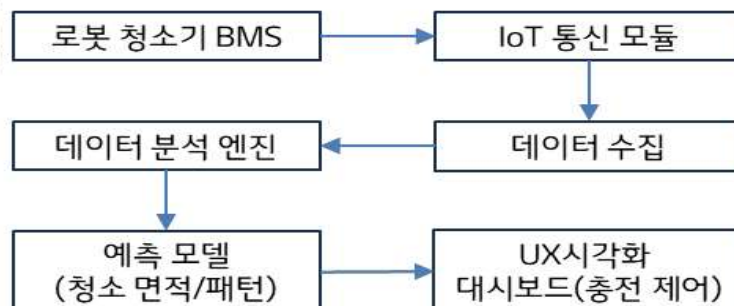 로봇 청소기 BMS
IoT 통신 모듈
데이터 수집
데이터 분석 엔진
예측 모델
(청소 면적/패턴)
UX시각화
대시보드(충전 제어)